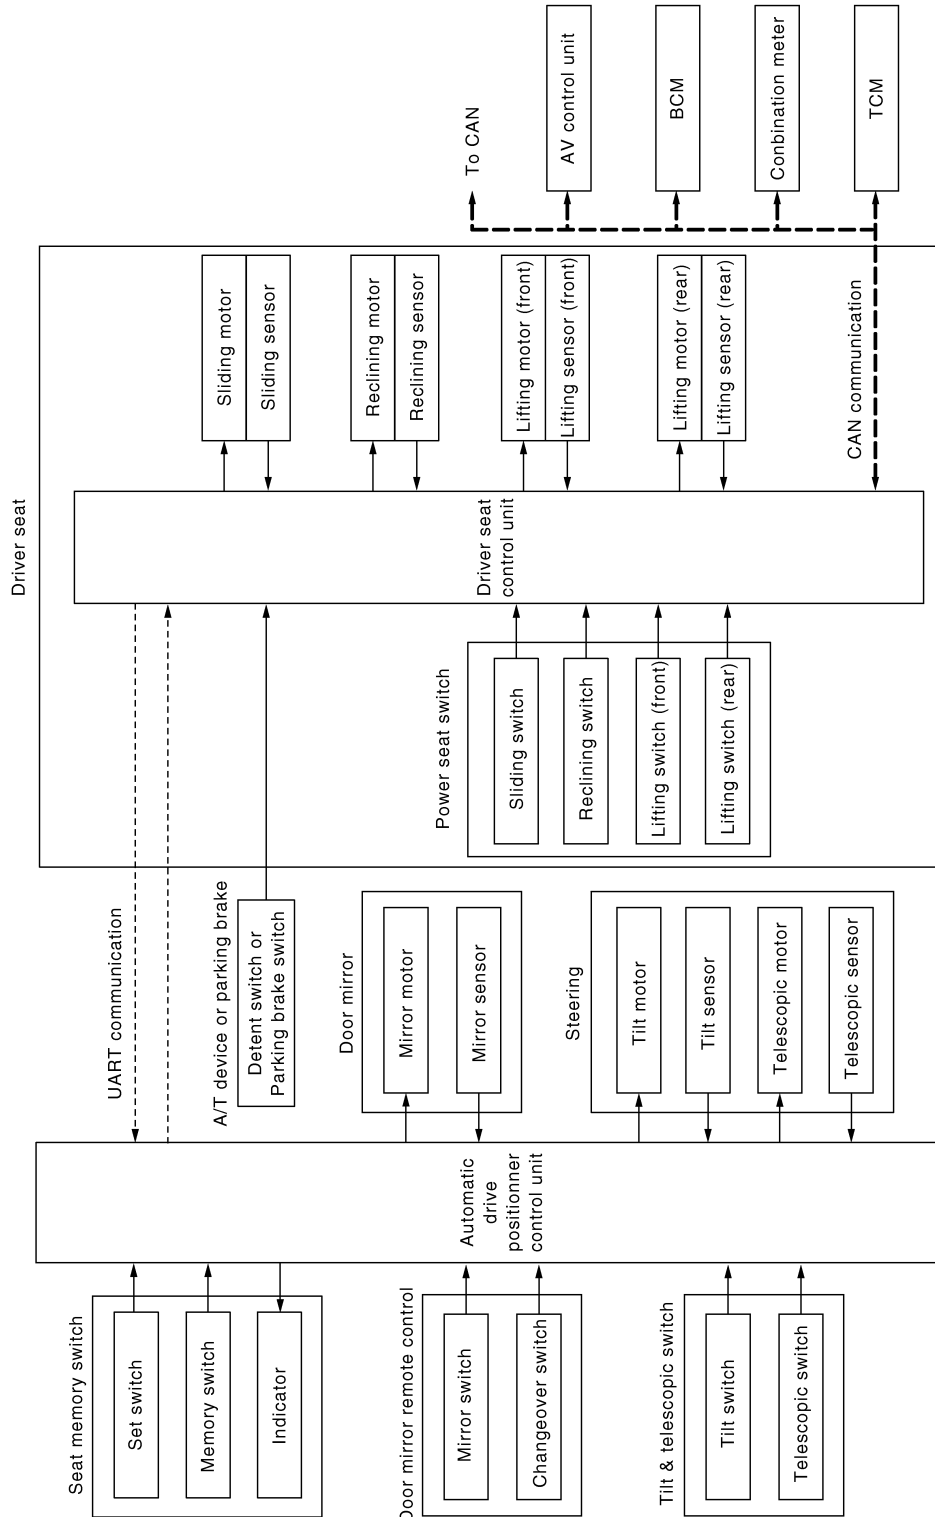 Seat memory switch
Set switch
Memory switch
Indicator
Door mirror remote control
Mirror switch
Changeover switch
Tilt & telescopic switch
Tilt switch
Telescopic switch
Automatic
drive
positionner
control unit
UART communication
A/T device or parking brake
Detent switch or
Parking brake switch
Door mirror
Mirror motor
Mirror sensor
Steering
Tilt motor
Tilt sensor
Telescopic motor
Telescopic sensor
Driver seat
Power seat switch
Sliding switch
Reclining switch
Lifting switch (front)
Lifting switch (rear)
Driver seat
control unit
Sliding motor
Sliding sensor
Reclining motor
Reclining sensor
Lifting motor (front)
Lifting sensor (front)
Lifting motor (rear)
Lifting sensor (rear)
CAN communication
To CAN
AV control unit
BCM
Conbination meter
TCM